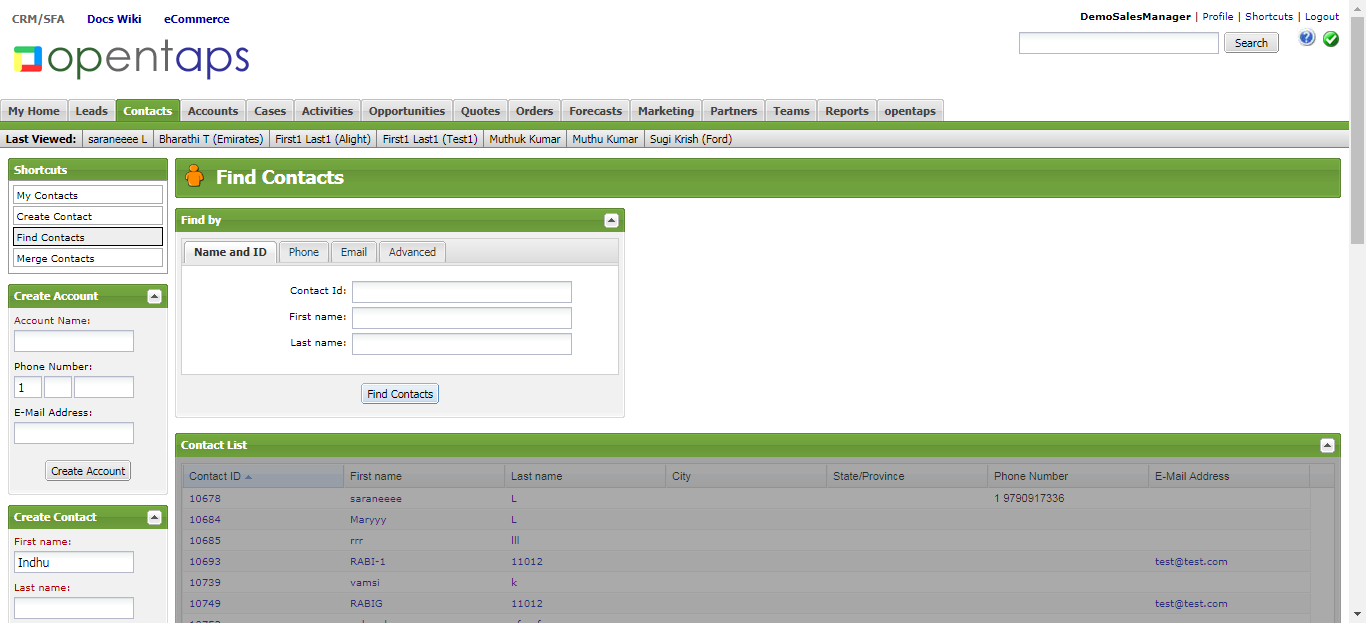 CRM/SFA Docs Wiki eCommerce
DemoSalesManager | Profile | Shortcuts | Logout
opentaps
Search
My Home Leads Contacts Accounts Cases Activities Opportunities Quotes Orders Forecasts Marketing Partners Teams Reports opentaps
Last Viewed: saraneeee L Bharathi T (Emirates) First1 Last1 (Alight) First1 Last1 (Test1) Muthuk Kumar Muthu Kumar Sugi Krish (Ford)
Shortcuts
My Contacts
Create Contact
Find Contacts
Merge Contacts
Create Account
Account Name:
Phone Number:
1
E-Mail Address:
Create Account
Create Contact
First name:
Indhu
Last name:
Find Contacts
Find by
Name and ID Phone Email Advanced
Contact Id:
First name:
Last name:
Find Contacts
Contact List
Contact ID First name Last name City State/Province Phone Number E-Mail Address
10678 saraneeee L 1 9790917336
10684 Maryyy L
10685 rrr lll
10693 RABI-1 11012 test@test.com
10739 vamsi k
10749 RABIG 11012 test@test.com